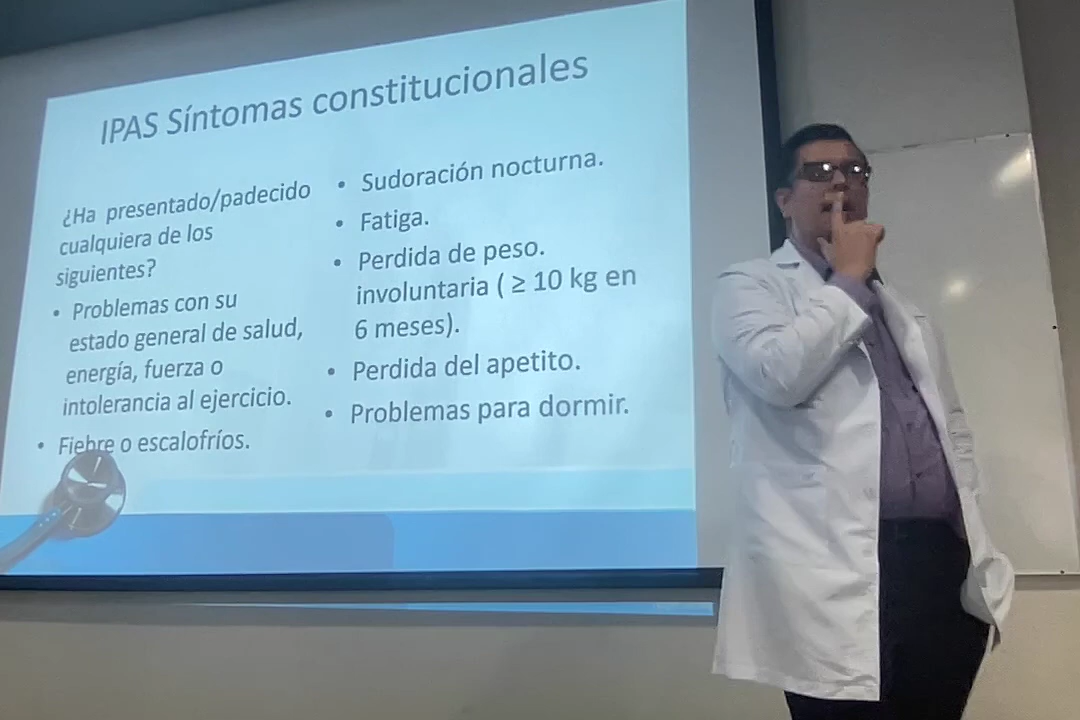 IPAS Síntomas constitucionales
¿Ha presentado/padecido
cualquiera de los
siguientes?
• Problemas con su
estado general de salud,
energía, fuerza o
intolerancia al ejercicio.
• Fiebre o escalofríos.
• Sudoración nocturna.
• Fatiga.
• Perdida de peso.
involuntaria ( ≥ 10 kg en
6 meses).
• Perdida del apetito.
• Problemas para dormir.